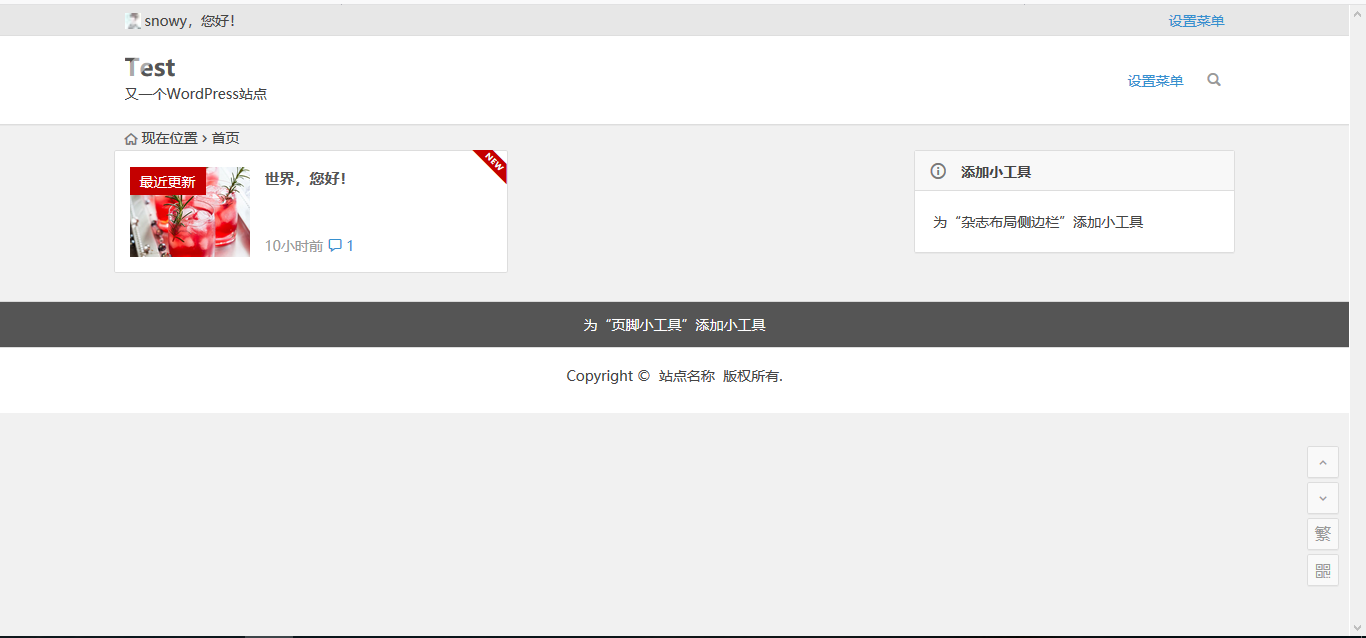 snowy，您好！
设置菜单
Test
又一个WordPress站点
设置菜单
现在位置 > 首页
NEW
最近更新
世界，您好！
10小时前 1
添加小工具
为“杂志布局侧边栏”添加小工具
为“页脚小工具”添加小工具
Copyright © 站点名称 版权所有.
繁